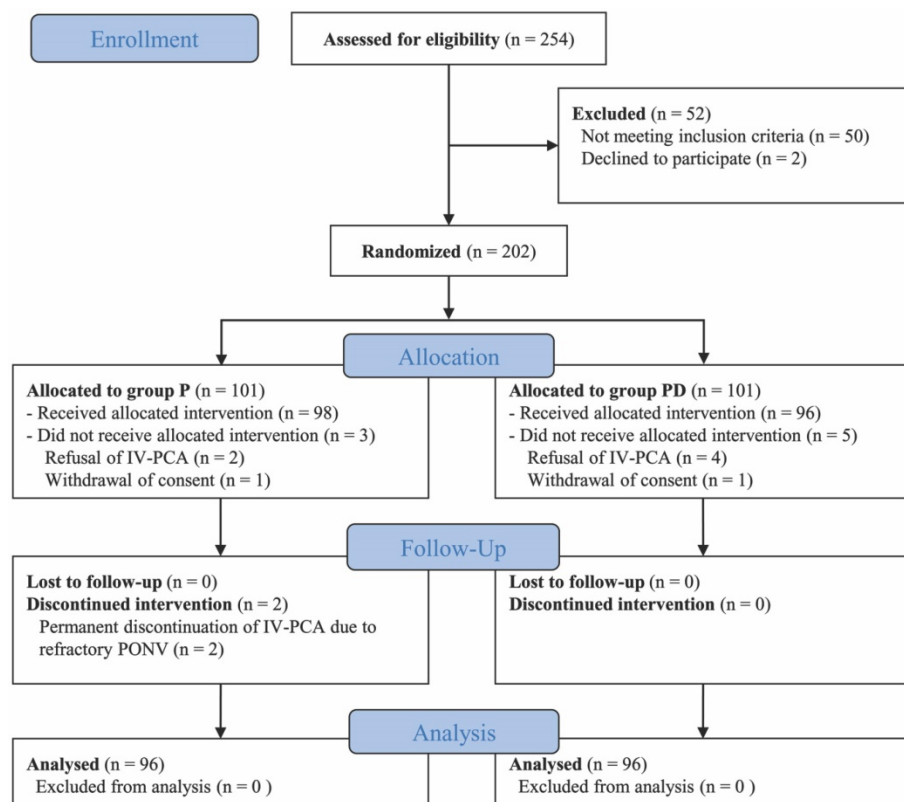 Enrollment
Assessed for eligibility (n = 254)
Excluded (n = 52)
Not meeting inclusion criteria (n = 50)
Declined to participate (n = 2)
Randomized (n = 202)
Allocation
Allocated to group P (n = 101)
- Received allocated intervention (n = 98)
- Did not receive allocated intervention (n = 3)
Refusal of IV-PCA (n = 2)
Withdrawal of consent (n = 1)
Allocated to group PD (n = 101)
- Received allocated intervention (n = 96)
- Did not receive allocated intervention (n = 5)
Refusal of IV-PCA (n = 4)
Withdrawal of consent (n = 1)
Follow-Up
Lost to follow-up (n = 0)
Discontinued intervention (n = 2)
Permanent discontinuation of IV-PCA due to
refractory PONV (n = 2)
Lost to follow-up (n = 0)
Discontinued intervention (n = 0)
Analysis
Analysed (n = 96)
Excluded from analysis (n = 0 )
Analysed (n = 96)
Excluded from analysis (n = 0 )